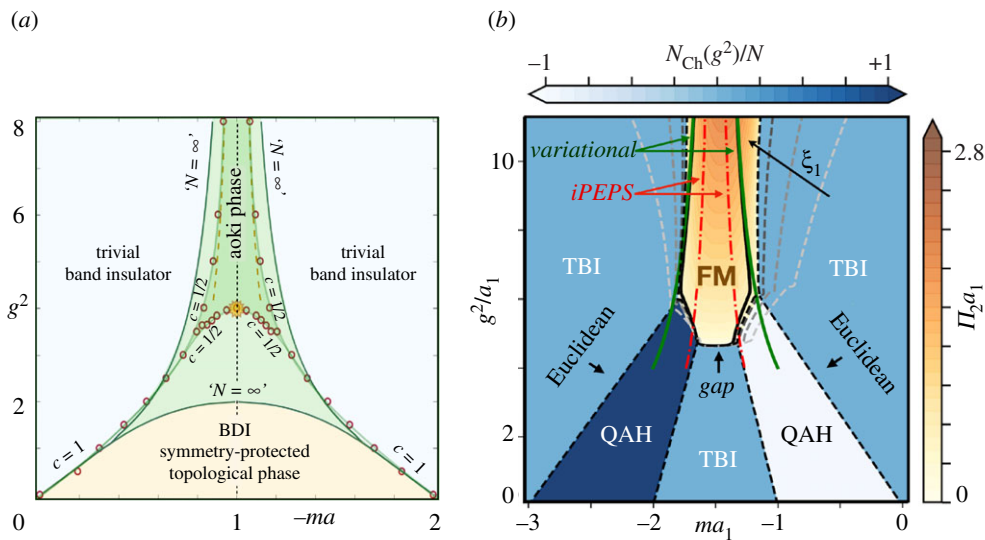 (a)
8
6
g²
2
0
1
–ma
2
'N = ∞'
'N = ∞'
aoki phase
trivial
band insulator
trivial
band insulator
c = 1/2
c = 1/2
c = 1/2
c = 1/2
'N = ∞'
BDI
symmetry-protected
topological phase
c = 1
c = 1
(b)
N_Ch(g²)/N
–1
+1
variational
iPEPS
ξ₁
FM
TBI
TBI
Euclidean
Euclidean
gap
QAH
QAH
TBI
10
g²/a₁
2
0
–3
–2
ma₁
–1
0
2.8
Π₂a₁
0